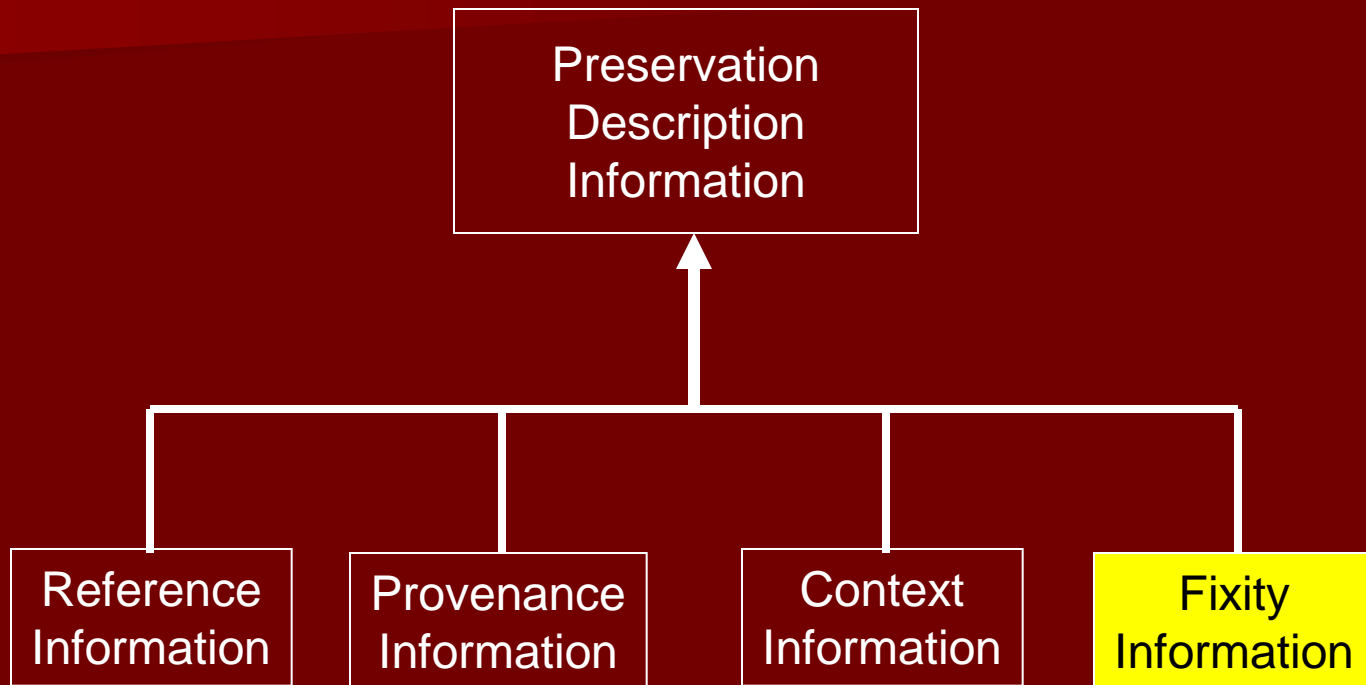 Preservation
Description
Information
Reference
Information
Provenance
Information
Context
Information
Fixity
Information